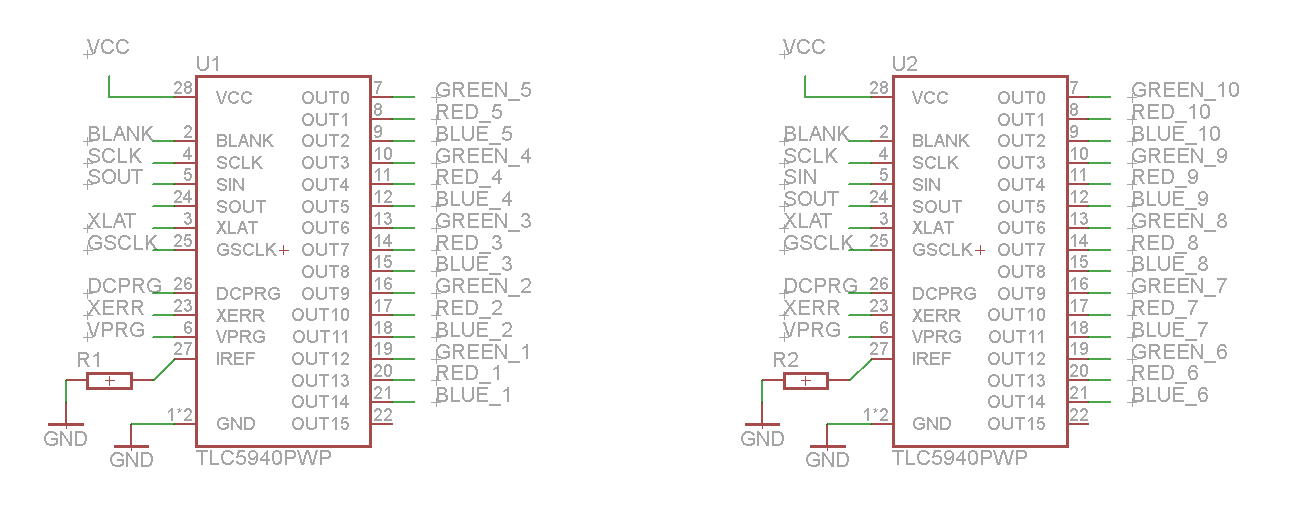 VCC
U1
28 VCC OUT0 7 GREEN_5
OUT1 8 RED_5
BLANK 2 BLANK OUT2 9 BLUE_5
SCLK 4 SCLK OUT3 10 GREEN_4
SOUT 5 SIN OUT4 11 RED_4
24 SOUT OUT5 12 BLUE_4
XLAT 3 XLAT OUT6 13 GREEN_3
GSCLK 25 GSCLK OUT7 14 RED_3
OUT8 15 BLUE_3
DCPRG 26 DCPRG OUT9 16 GREEN_2
XERR 23 XERR OUT10 17 RED_2
VPRG 6 VPRG OUT11 18 BLUE_2
R1 27 IREF OUT12 19 GREEN_1
OUT13 20 RED_1
OUT14 21 BLUE_1
1*2 GND OUT15 22
GND
GND
TLC5940PWP
VCC
U2
28 VCC OUT0 7 GREEN_10
OUT1 8 RED_10
BLANK 2 BLANK OUT2 9 BLUE_10
SCLK 4 SCLK OUT3 10 GREEN_9
SIN 5 SIN OUT4 11 RED_9
SOUT 24 SOUT OUT5 12 BLUE_9
XLAT 3 XLAT OUT6 13 GREEN_8
GSCLK 25 GSCLK OUT7 14 RED_8
OUT8 15 BLUE_8
DCPRG 26 DCPRG OUT9 16 GREEN_7
XERR 23 XERR OUT10 17 RED_7
VPRG 6 VPRG OUT11 18 BLUE_7
R2 27 IREF OUT12 19 GREEN_6
OUT13 20 RED_6
OUT14 21 BLUE_6
1*2 GND OUT15 22
GND
GND
TLC5940PWP